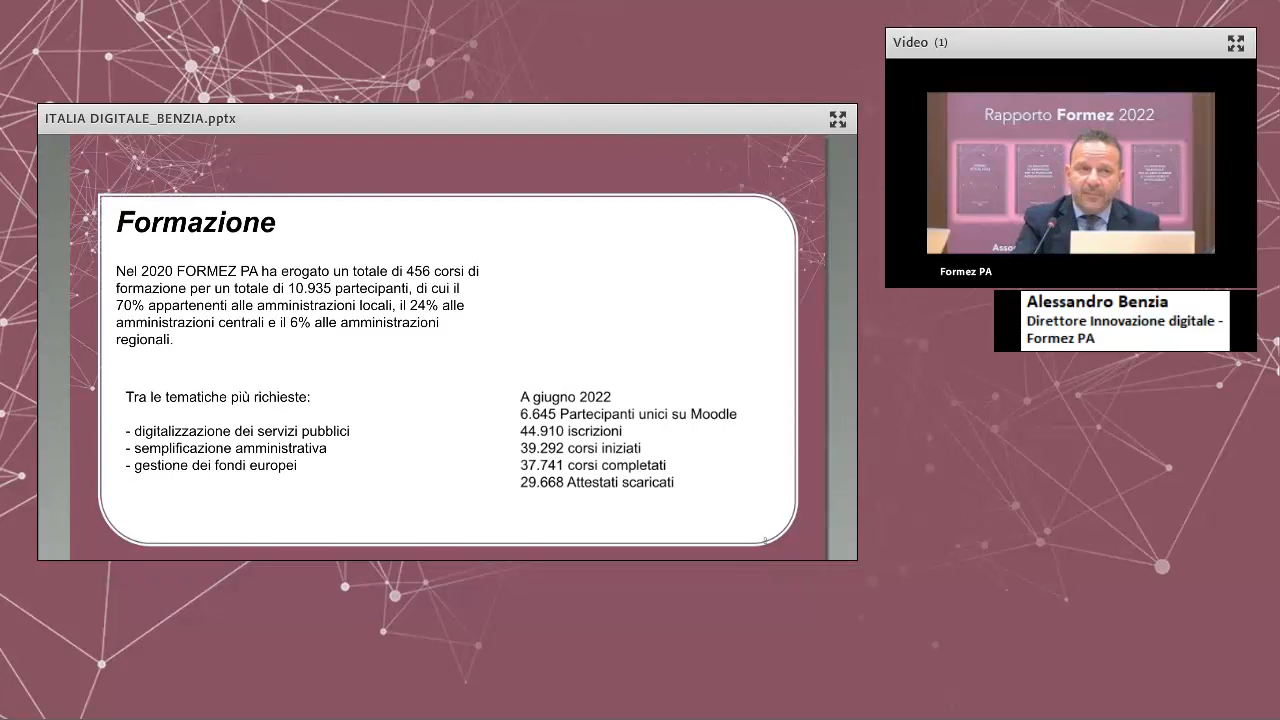 ITALIA DIGITALE_BENZIA.pptx
Formazione
Nel 2020 FORMEZ PA ha erogato un totale di 456 corsi di
formazione per un totale di 10.935 partecipanti, di cui il
70% appartenenti alle amministrazioni locali, il 24% alle
amministrazioni centrali e il 6% alle amministrazioni
regionali.
Tra le tematiche più richieste:
- digitalizzazione dei servizi pubblici
- semplificazione amministrativa
- gestione dei fondi europei
A giugno 2022
6.645 Partecipanti unici su Moodle
44.910 iscrizioni
39.292 corsi iniziati
37.741 corsi completati
29.668 Attestati scaricati
Video (1)
Rapporto Formez 2022
Formez PA
Alessandro Benzia
Direttore Innovazione digitale -
Formez PA